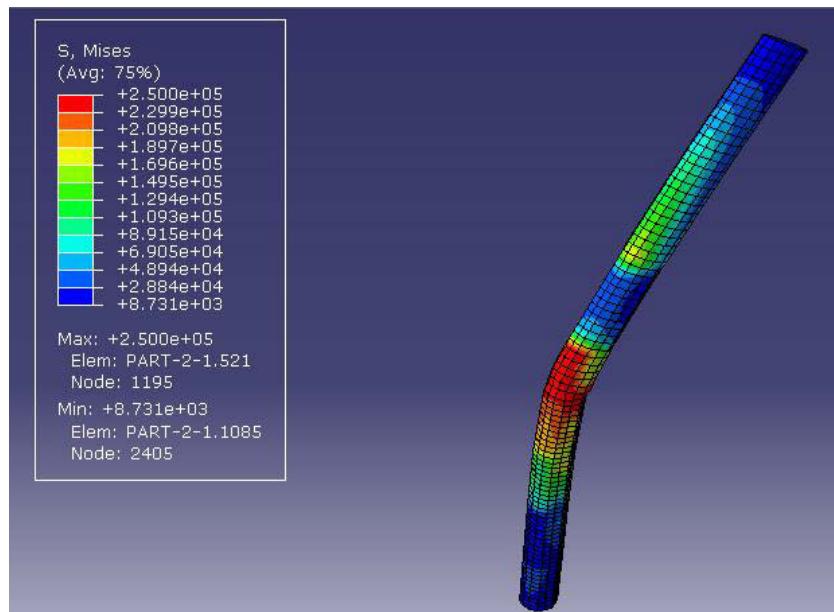 S, Mises
(Avg: 75%)
+2.500e+05
+2.299e+05
+2.098e+05
+1.897e+05
+1.696e+05
+1.495e+05
+1.294e+05
+1.093e+05
+8.915e+04
+6.905e+04
+4.894e+04
+2.884e+04
+8.731e+03
Max: +2.500e+05
Elem: PART-2-1.521
Node: 1195
Min: +8.731e+03
Elem: PART-2-1.1085
Node: 2405